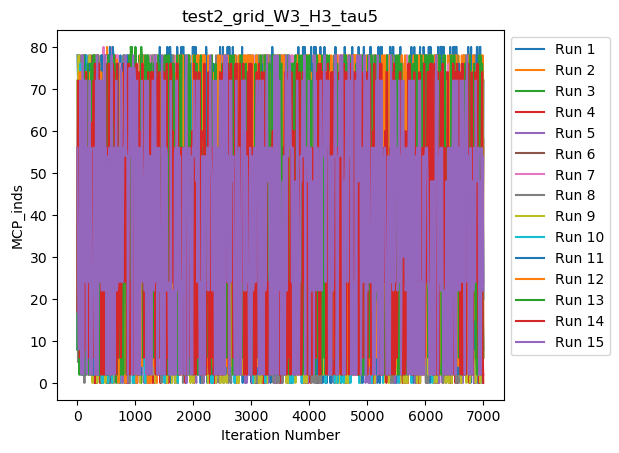 test2_grid_W3_H3_tau5
MCP_inds
80
70
60
50
40
30
20
10
0
0 1000 2000 3000 4000 5000 6000 7000
Iteration Number
Run 1
Run 2
Run 3
Run 4
Run 5
Run 6
Run 7
Run 8
Run 9
Run 10
Run 11
Run 12
Run 13
Run 14
Run 15